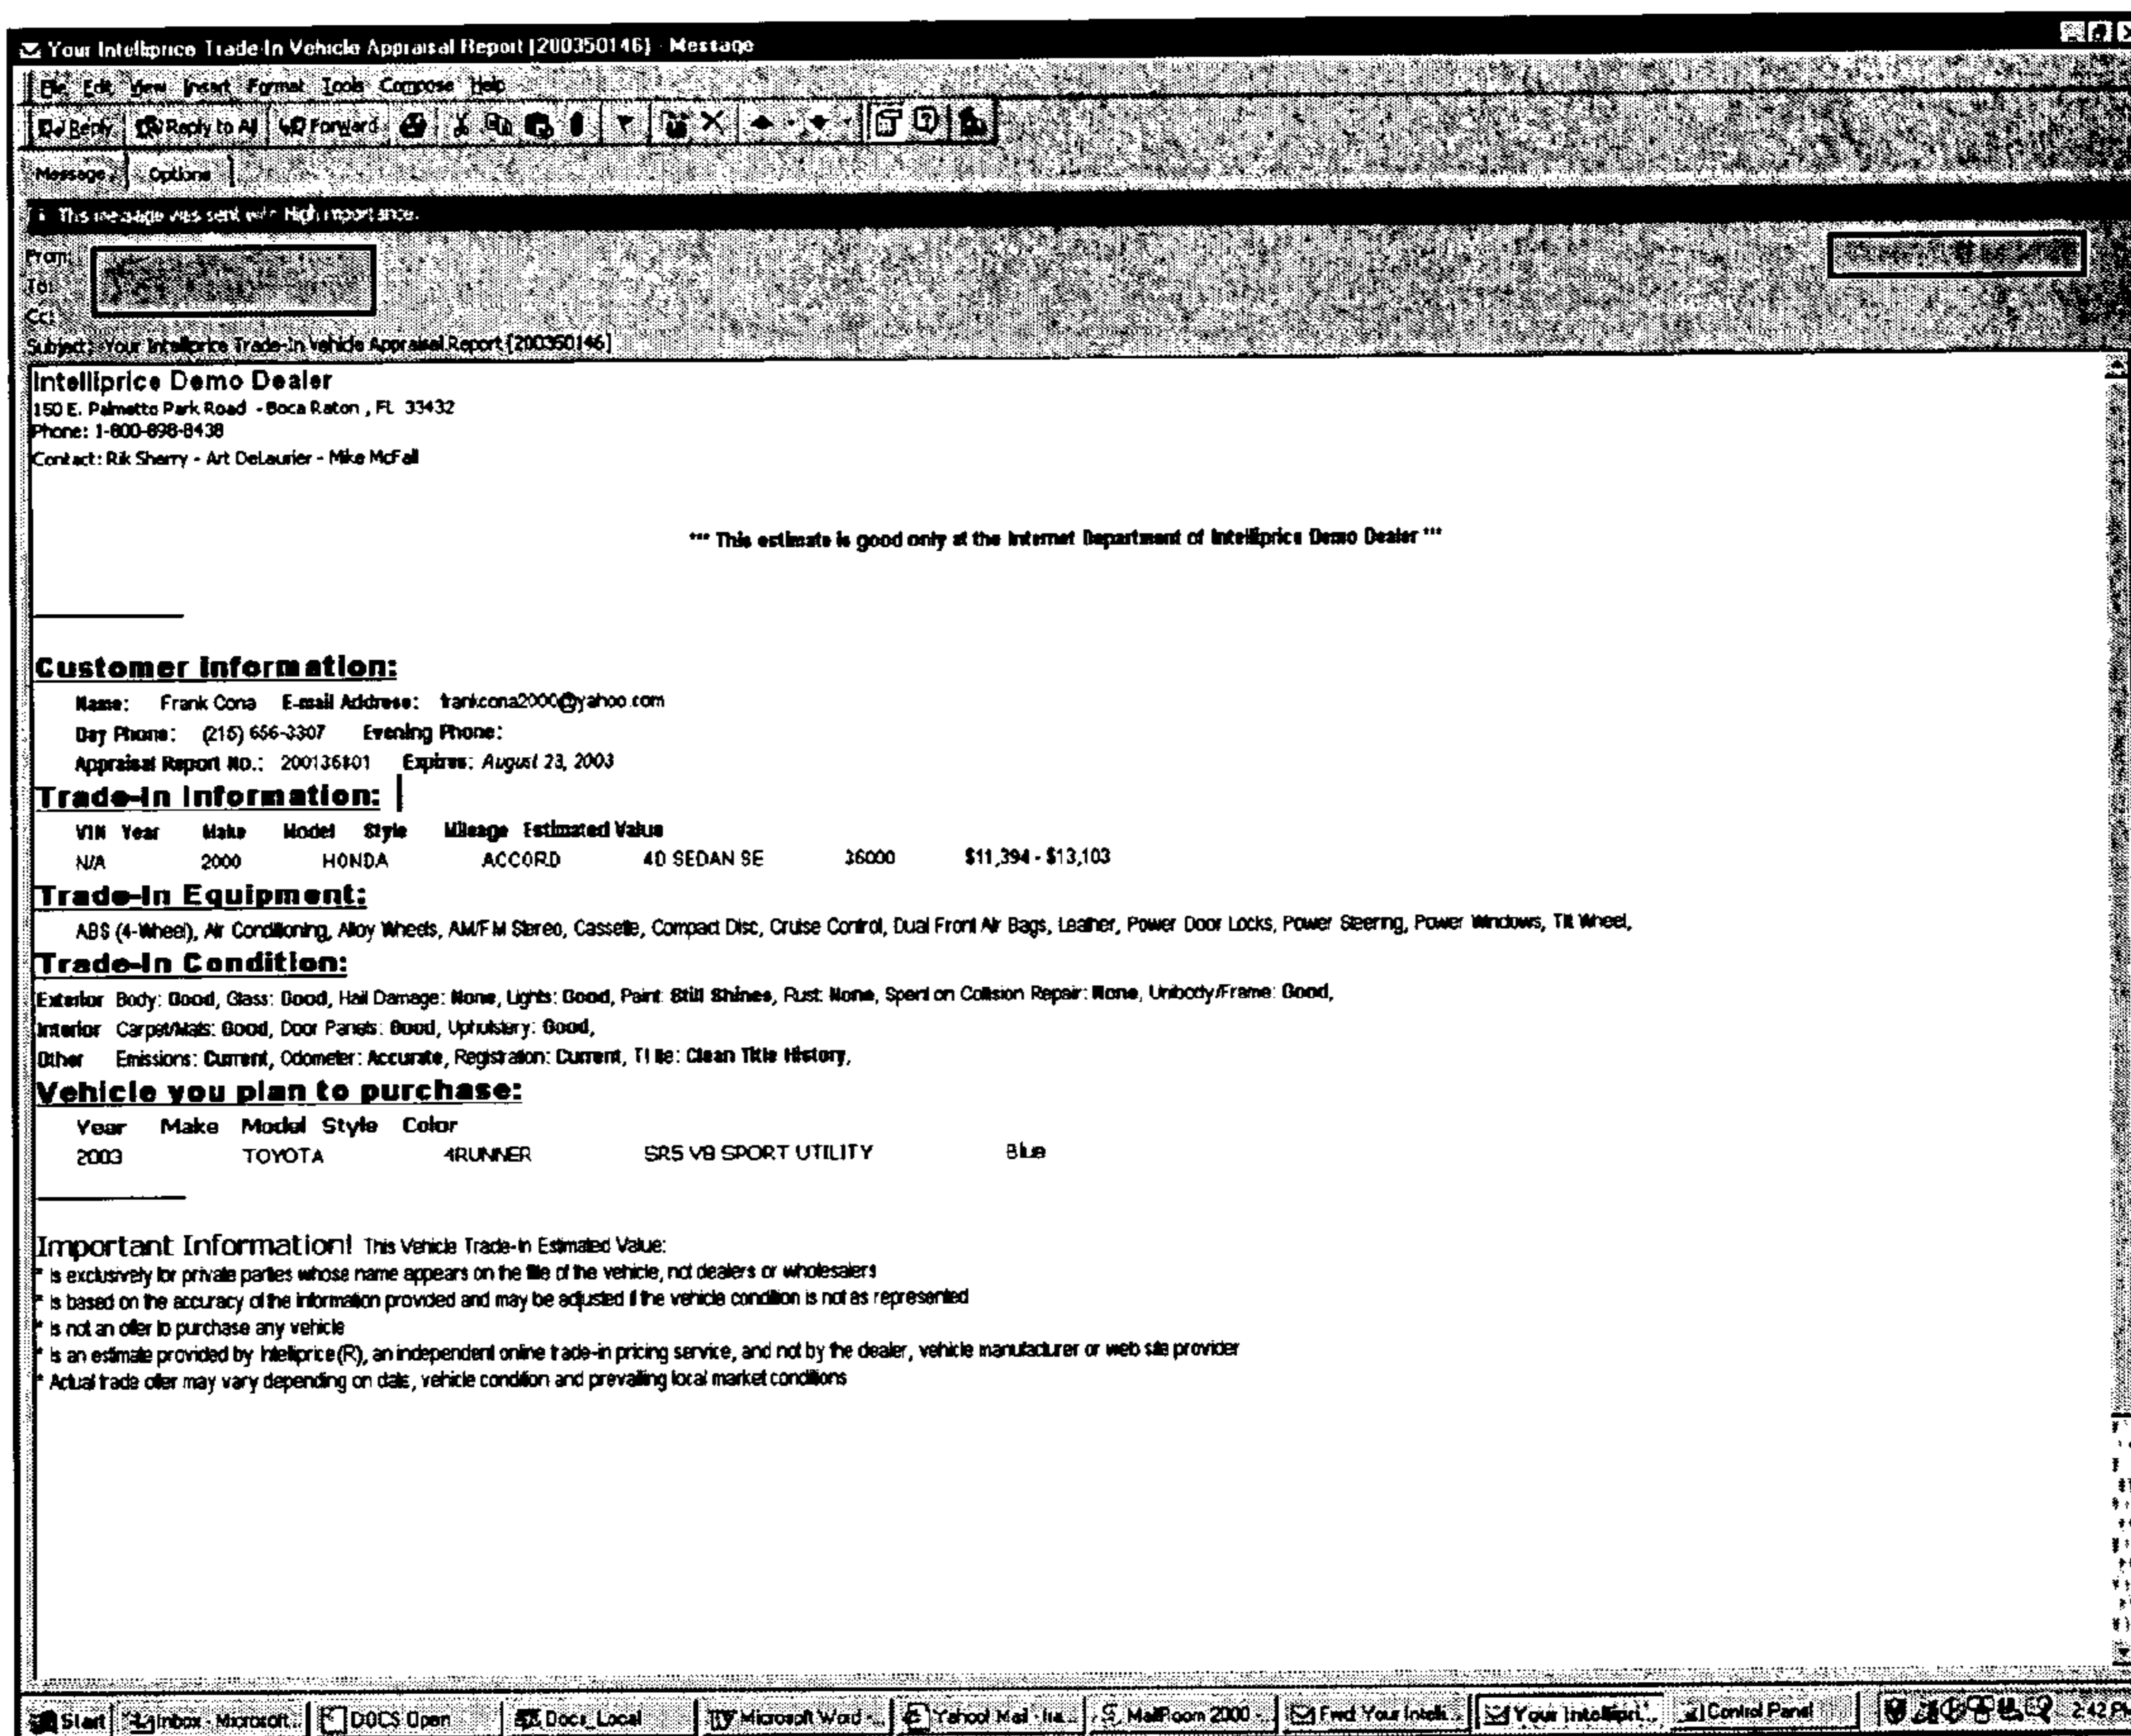 Your Intelliprice Trade-In Vehicle Appraisal Report [200350146] - Message
File Edit View Insert Format Tools Compose Help
Reply Reply to All Forward
Message Options
This message was sent with High importance.
From:
To:
Cc:
Subject: Your Intelliprice Trade-In Vehicle Appraisal Report [200350146]
Intelliprice Demo Dealer
150 E. Palmetto Park Road - Boca Raton , FL 33432
Phone: 1-800-898-8438
Contact: Rik Sherry - Art DeLaurier - Mike McFall
*** This estimate is good only at the Internet Department of Intelliprice Demo Dealer ***
Customer Information:
Name: Frank Cona E-mail Address: frankcona2000@yahoo.com
Day Phone: (215) 656-3307 Evening Phone:
Appraisal Report No.: 200136801 Expires: August 23, 2003
Trade-In Information:
VIN Year Make Model Style Mileage Estimated Value
N/A 2000 HONDA ACCORD 4D SEDAN SE 36000 $11,394 - $13,103
Trade-In Equipment:
ABS (4-Wheel), Air Conditioning, Alloy Wheels, AM/FM Stereo, Cassette, Compact Disc, Cruise Control, Dual Front Air Bags, Leather, Power Door Locks, Power Steering, Power Windows, Tilt Wheel,
Trade-In Condition:
Exterior Body: Good, Glass: Good, Hail Damage: None, Lights: Good, Paint: Still Shines, Rust: None, Spent on Collision Repair: None, Unibody/Frame: Good,
Interior Carpet/Mats: Good, Door Panels: Good, Upholstery: Good,
Other Emissions: Current, Odometer: Accurate, Registration: Current, Title: Clean Title History,
Vehicle you plan to purchase:
Year Make Model Style Color
2003 TOYOTA 4RUNNER SR5 V8 SPORT UTILITY Blue
Important Information! This Vehicle Trade-In Estimated Value:
* is exclusively for private parties whose name appears on the title of the vehicle, not dealers or wholesalers
* is based on the accuracy of the information provided and may be adjusted if the vehicle condition is not as represented
* is not an offer to purchase any vehicle
* is an estimate provided by Intelliprice(R), an independent online trade-in pricing service, and not by the dealer, vehicle manufacturer or web site provider
* Actual trade offer may vary depending on date, vehicle condition and prevailing local market conditions
Start Inbox - Microsoft... DOCS Open Docs_Local Microsoft Word -... Yahoo! Mail - fra... MailRoom 2000 -... Fwd Your Intelli... Your Intellipri... Control Panel 2:42 PM